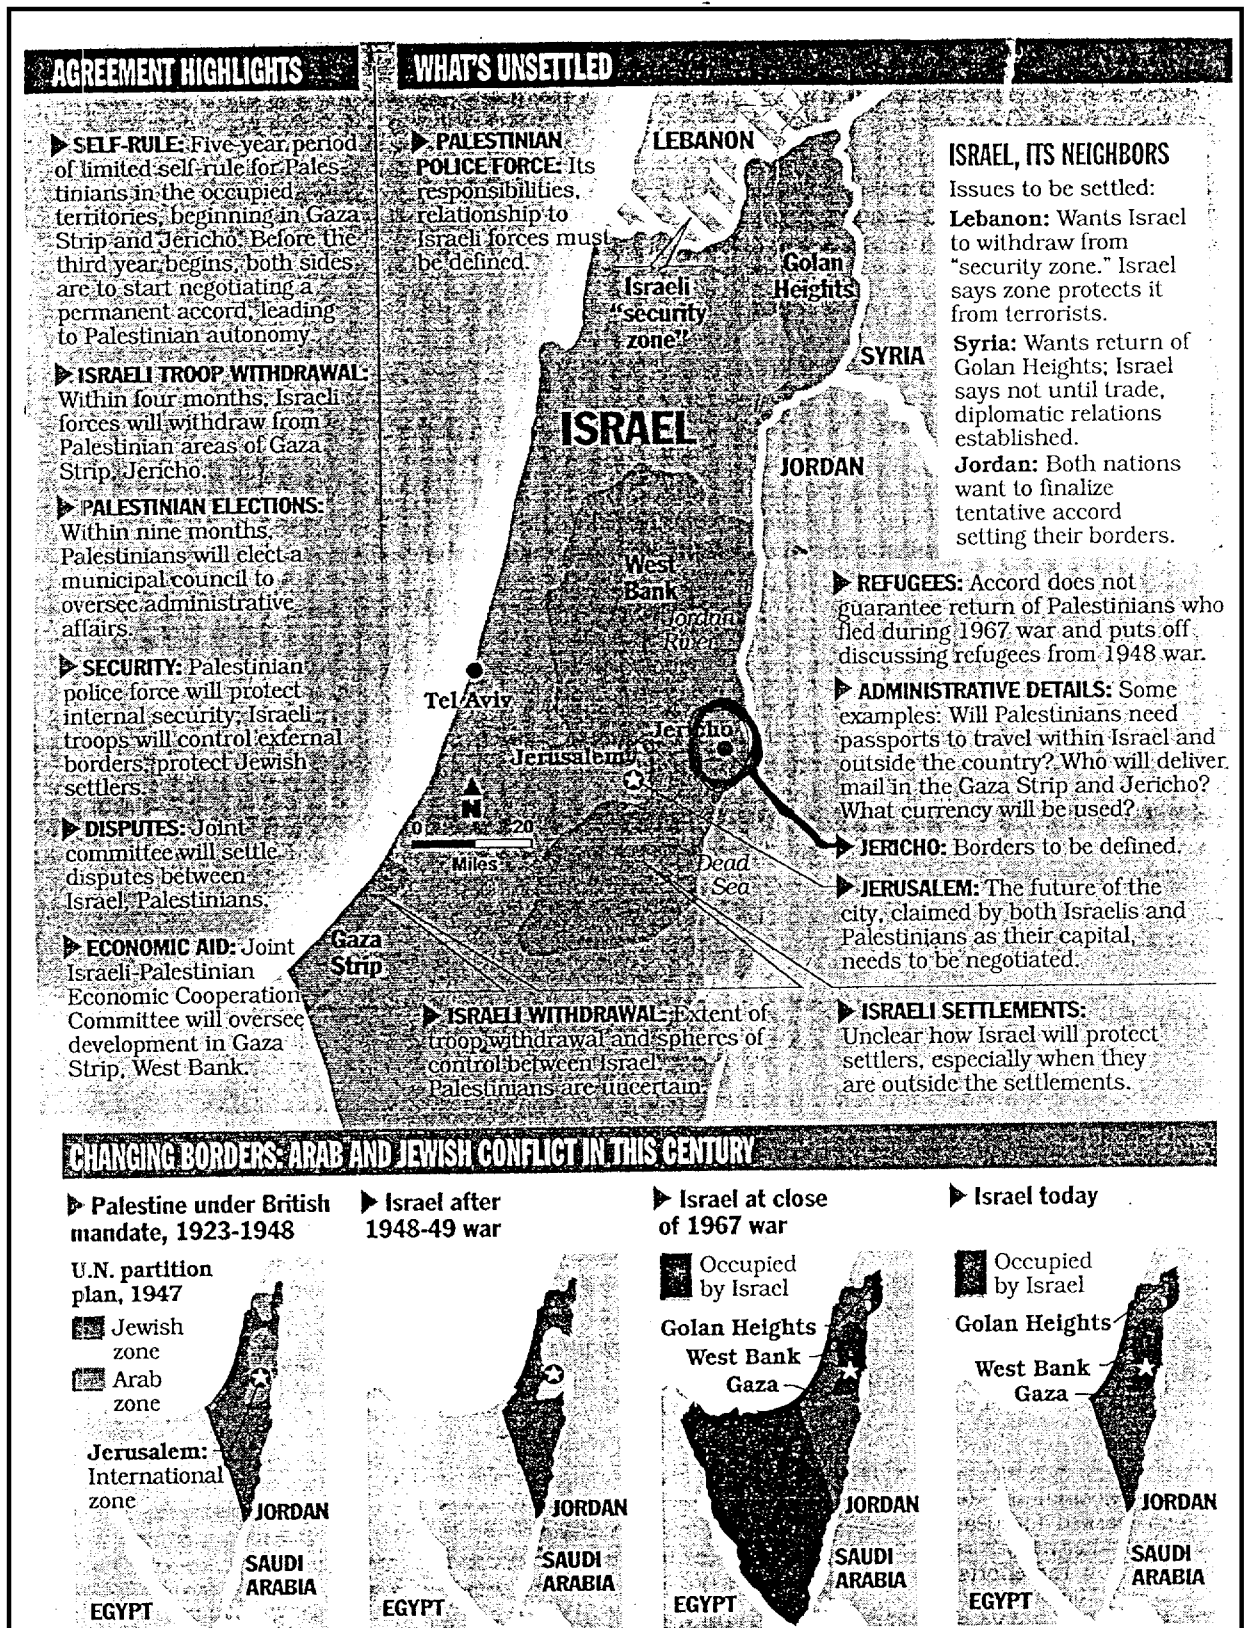 AGREEMENT HIGHLIGHTS
▶ SELF-RULE: Five-year period
of limited self-rule for Pales-
tinians in the occupied
territories, beginning in Gaza
Strip and Jericho. Before the
third year begins, both sides
are to start negotiating a
permanent accord, leading
to Palestinian autonomy.
▶ ISRAELI TROOP WITHDRAWAL:
Within four months, Israeli
forces will withdraw from
Palestinian areas of Gaza
Strip, Jericho.
▶ PALESTINIAN ELECTIONS:
Within nine months,
Palestinians will elect a
municipal council to
oversee administrative
affairs.
▶ SECURITY: Palestinian
police force will protect
internal security; Israeli
troops will control external
borders, protect Jewish
settlers.
▶ DISPUTES: Joint
committee will settle
disputes between
Israel, Palestinians.
▶ ECONOMIC AID: Joint
Israeli-Palestinian
Economic Cooperation
Committee will oversee
development in Gaza
Strip, West Bank.
WHAT'S UNSETTLED
▶ PALESTINIAN
POLICE FORCE: Its
responsibilities,
relationship to
Israeli forces must
be defined.
LEBANON
Israeli
"security
zone"
Golan
Heights
SYRIA
ISRAEL
JORDAN
West
Bank
Jordan
River
Tel Aviv
Jericho
Jerusalem
N
0 20
Miles
Dead
Sea
Gaza
Strip
ISRAEL, ITS NEIGHBORS
Issues to be settled:
Lebanon: Wants Israel
to withdraw from
"security zone." Israel
says zone protects it
from terrorists.
Syria: Wants return of
Golan Heights; Israel
says not until trade,
diplomatic relations
established.
Jordan: Both nations
want to finalize
tentative accord
setting their borders.
▶ REFUGEES: Accord does not
guarantee return of Palestinians who
fled during 1967 war and puts off
discussing refugees from 1948 war.
▶ ADMINISTRATIVE DETAILS: Some
examples: Will Palestinians need
passports to travel within Israel and
outside the country? Who will deliver
mail in the Gaza Strip and Jericho?
What currency will be used?
▶ JERICHO: Borders to be defined.
▶ JERUSALEM: The future of the
city, claimed by both Israelis and
Palestinians as their capital,
needs to be negotiated.
▶ ISRAELI WITHDRAWAL: Extent of
troop withdrawal and spheres of
control between Israel,
Palestinians are uncertain.
▶ ISRAELI SETTLEMENTS:
Unclear how Israel will protect
settlers, especially when they
are outside the settlements.
CHANGING BORDERS: ARAB AND JEWISH CONFLICT IN THIS CENTURY
▶ Palestine under British
mandate, 1923-1948
U.N. partition
plan, 1947
Jewish
zone
Arab
zone
Jerusalem:
International
zone
JORDAN
SAUDI
ARABIA
EGYPT
▶ Israel after
1948-49 war
JORDAN
SAUDI
ARABIA
EGYPT
▶ Israel at close
of 1967 war
Occupied
by Israel
Golan Heights
West Bank
Gaza
JORDAN
SAUDI
ARABIA
EGYPT
▶ Israel today
Occupied
by Israel
Golan Heights
West Bank
Gaza
JORDAN
SAUDI
ARABIA
EGYPT